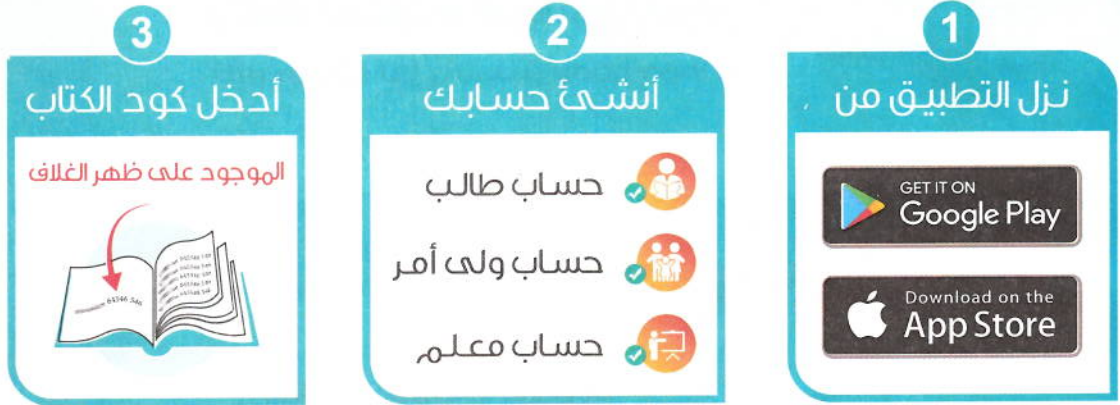 1
نزل التطبيق من
GET IT ON
Google Play
Download on the
App Store
2
أنشئ حسابك
حساب طالب
حساب ولى أمر
حساب معلم
3
أدخل كود الكتاب
الموجود على ظهر الغلاف